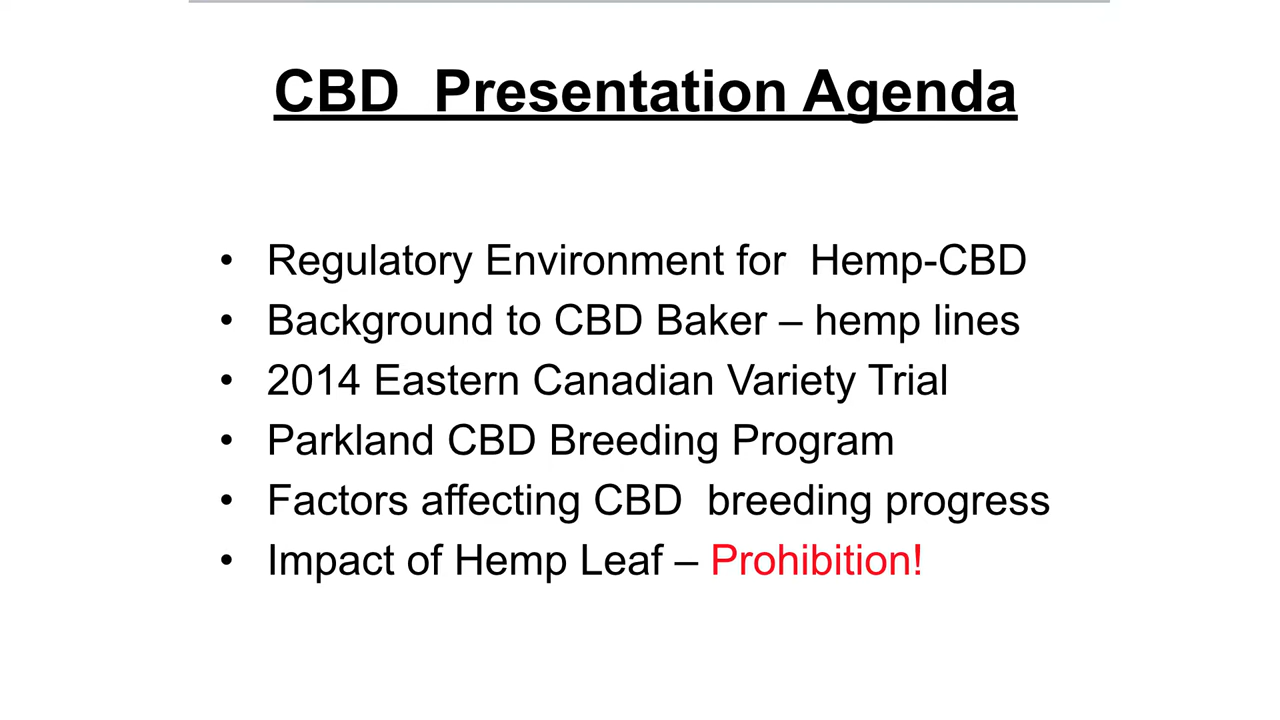 CBD  Presentation Agenda
• Regulatory Environment for  Hemp-CBD
• Background to CBD Baker – hemp lines
• 2014 Eastern Canadian Variety Trial
• Parkland CBD Breeding Program
• Factors affecting CBD  breeding progress
• Impact of Hemp Leaf – Prohibition!